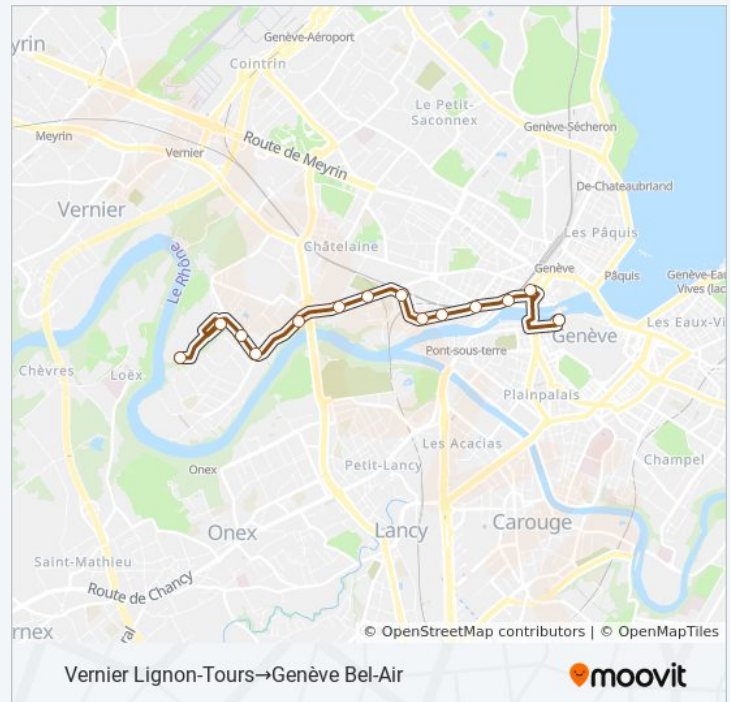 Genève-Aéroport
yrin
Cointrin
Le Petit-
Saconnex
Genève-Sécheron
Meyrin
Route de Meyrin
Vernier
De-Chateaubriand
Vernier
Les Pâquis
Châtelaine
Le Rhône
Genève
Pâquis
Genève-Eau
Vives (lac
Genève
Les Eaux-Vi
Pont-sous-terre
Chèvres
Loëx
Plainpalais
Les Acacias
Champel
Onex
Petit-Lancy
Onex
Lancy
Carouge
Saint-Mathieu
Route de Chancy
rnex
ral
© OpenStreetMap contributors | © OpenMapTiles
Vernier Lignon-Tours→Genève Bel-Air
moovit